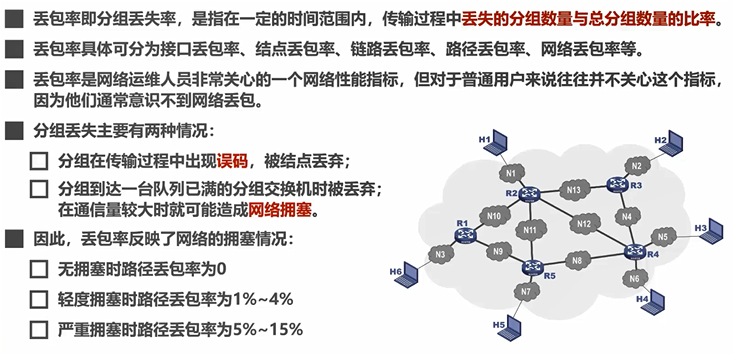 丢包率即分组丢失率，是指在一定的时间范围内，传输过程中丢失的分组数量与总分组数量的比率。
丢包率具体可分为接口丢包率、结点丢包率、链路丢包率、路径丢包率、网络丢包率等。
丢包率是网络运维人员非常关心的一个网络性能指标，但对于普通用户来说往往并不关心这个指标，
因为他们通常意识不到网络丢包。
分组丢失主要有两种情况：
分组在传输过程中出现误码，被结点丢弃；
分组到达一台队列已满的分组交换机时被丢弃；
在通信量较大时就可能造成网络拥塞。
因此，丢包率反映了网络的拥塞情况：
无拥塞时路径丢包率为0
轻度拥塞时路径丢包率为1%~4%
严重拥塞时路径丢包率为5%~15%
H1
H2
N1
N2
R2
N13
R3
N10
N4
R1
N11
N12
N5
H3
N3
N9
N8
R4
H6
R5
N6
N7
H4
H5